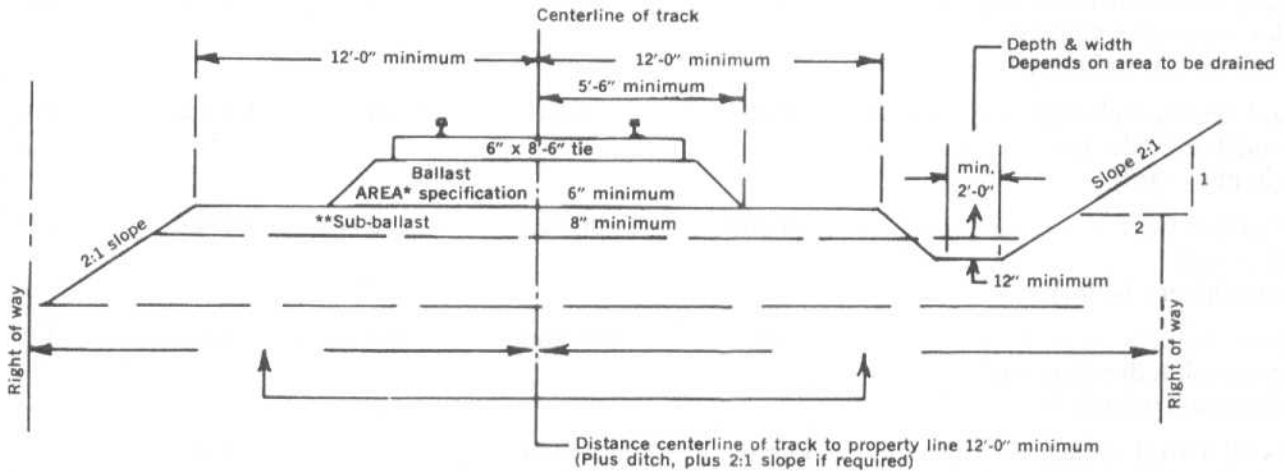 Centerline of track
12'-0" minimum
12'-0" minimum
Depth & width
Depends on area to be drained
5'-6" minimum
6" x 8'-6" tie
Ballast
AREA* specification
6" minimum
min.
2'-0"
Slope 2:1
1
2
**Sub-ballast
8" minimum
2:1 slope
12" minimum
Right of way
Right of way
Distance centerline of track to property line 12'-0" minimum
(Plus ditch, plus 2:1 slope if required)